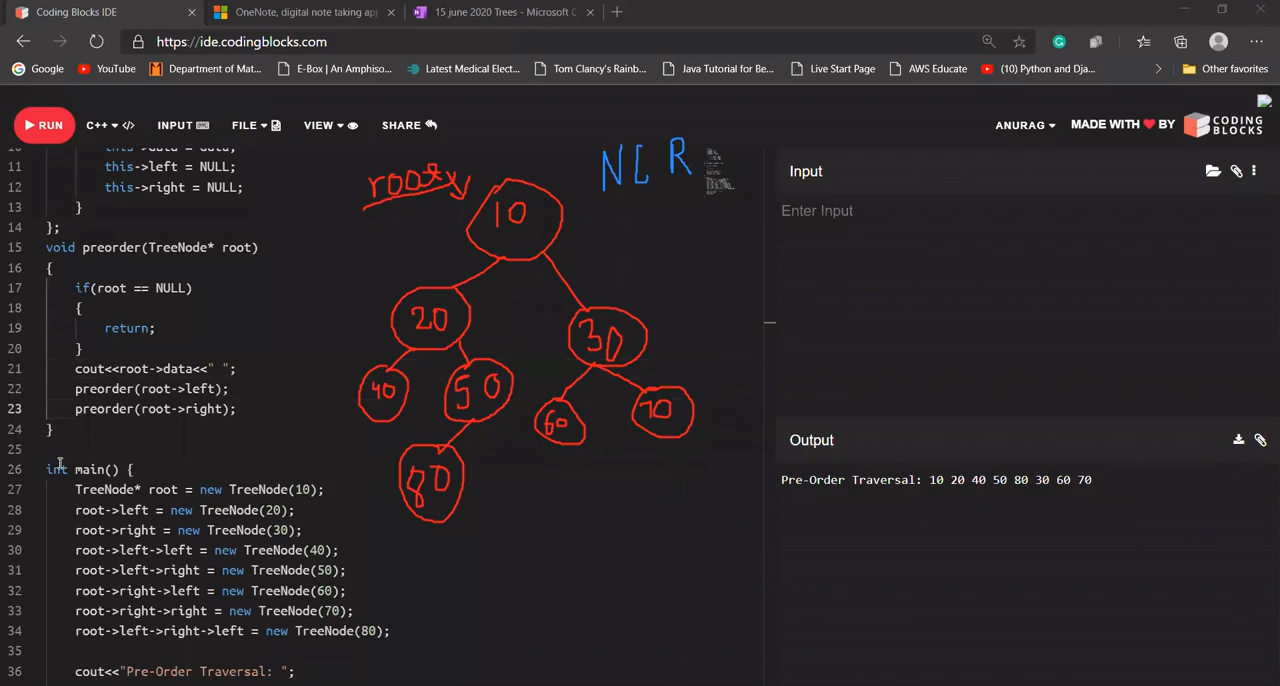 Coding Blocks IDE
OneNote, digital note taking ap
15 june 2020 Trees - Microsoft C
https://ide.codingblocks.com
Google
YouTube
Department of Mat...
E-Box | An Amphiso...
Latest Medical Elect...
Tom Clancy's Rainb...
Java Tutorial for Be...
Live Start Page
AWS Educate
(10) Python and Dja...
Other favorites
RUN
C++
INPUT
FILE
VIEW
SHARE
ANURAG
MADE WITH BY
CODING
BLOCKS
10 this->data = data;
11 this->left = NULL;
12 this->right = NULL;
13 }
14 };
15 void preorder(TreeNode* root)
16 {
17 if(root == NULL)
18 {
19 return;
20 }
21 cout<<root->data<<" ";
22 preorder(root->left);
23 preorder(root->right);
24 }
25
26 int main() {
27 TreeNode* root = new TreeNode(10);
28 root->left = new TreeNode(20);
29 root->right = new TreeNode(30);
30 root->left->left = new TreeNode(40);
31 root->left->right = new TreeNode(50);
32 root->right->left = new TreeNode(60);
33 root->right->right = new TreeNode(70);
34 root->left->right->left = new TreeNode(80);
35
36 cout<<"Pre-Order Traversal: ";
N L R
root
10
20
30
40
50
60
70
80
Input
Enter Input
Output
Pre-Order Traversal: 10 20 40 50 80 30 60 70